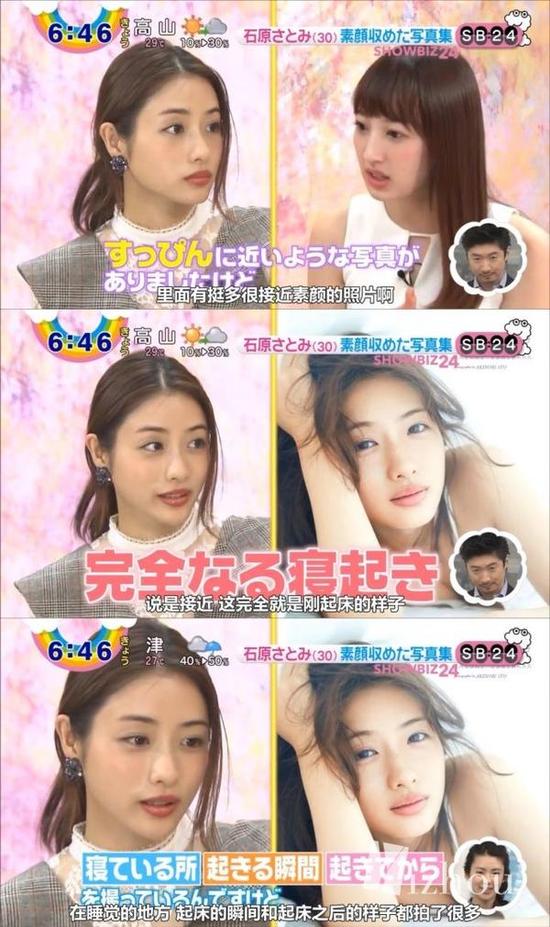 6:46
きょう
高山
29℃
10%▶30%
石原さとみ(30) 素顔収めた写真集
SB-24
SHOWBIZ24
すっぴんに近いような写真が
ありましたけど
里面有挺多很接近素颜的照片啊
6:46
きょう
高山
29℃
10%▶30%
石原さとみ(30) 素顔収めた写真集
SB-24
SHOWBIZ24
完全なる寝起き
说是接近 这完全就是刚起床的样子
6:46
きょう
津
27℃
40%▶50%
石原さとみ(30) 素顔収めた写真集
SB-24
SHOWBIZ24
寝ている所 起きる瞬間 起きてから
を撮っているんですけど
在睡觉的地方 起床的瞬间和起床之后的样子都拍了很多